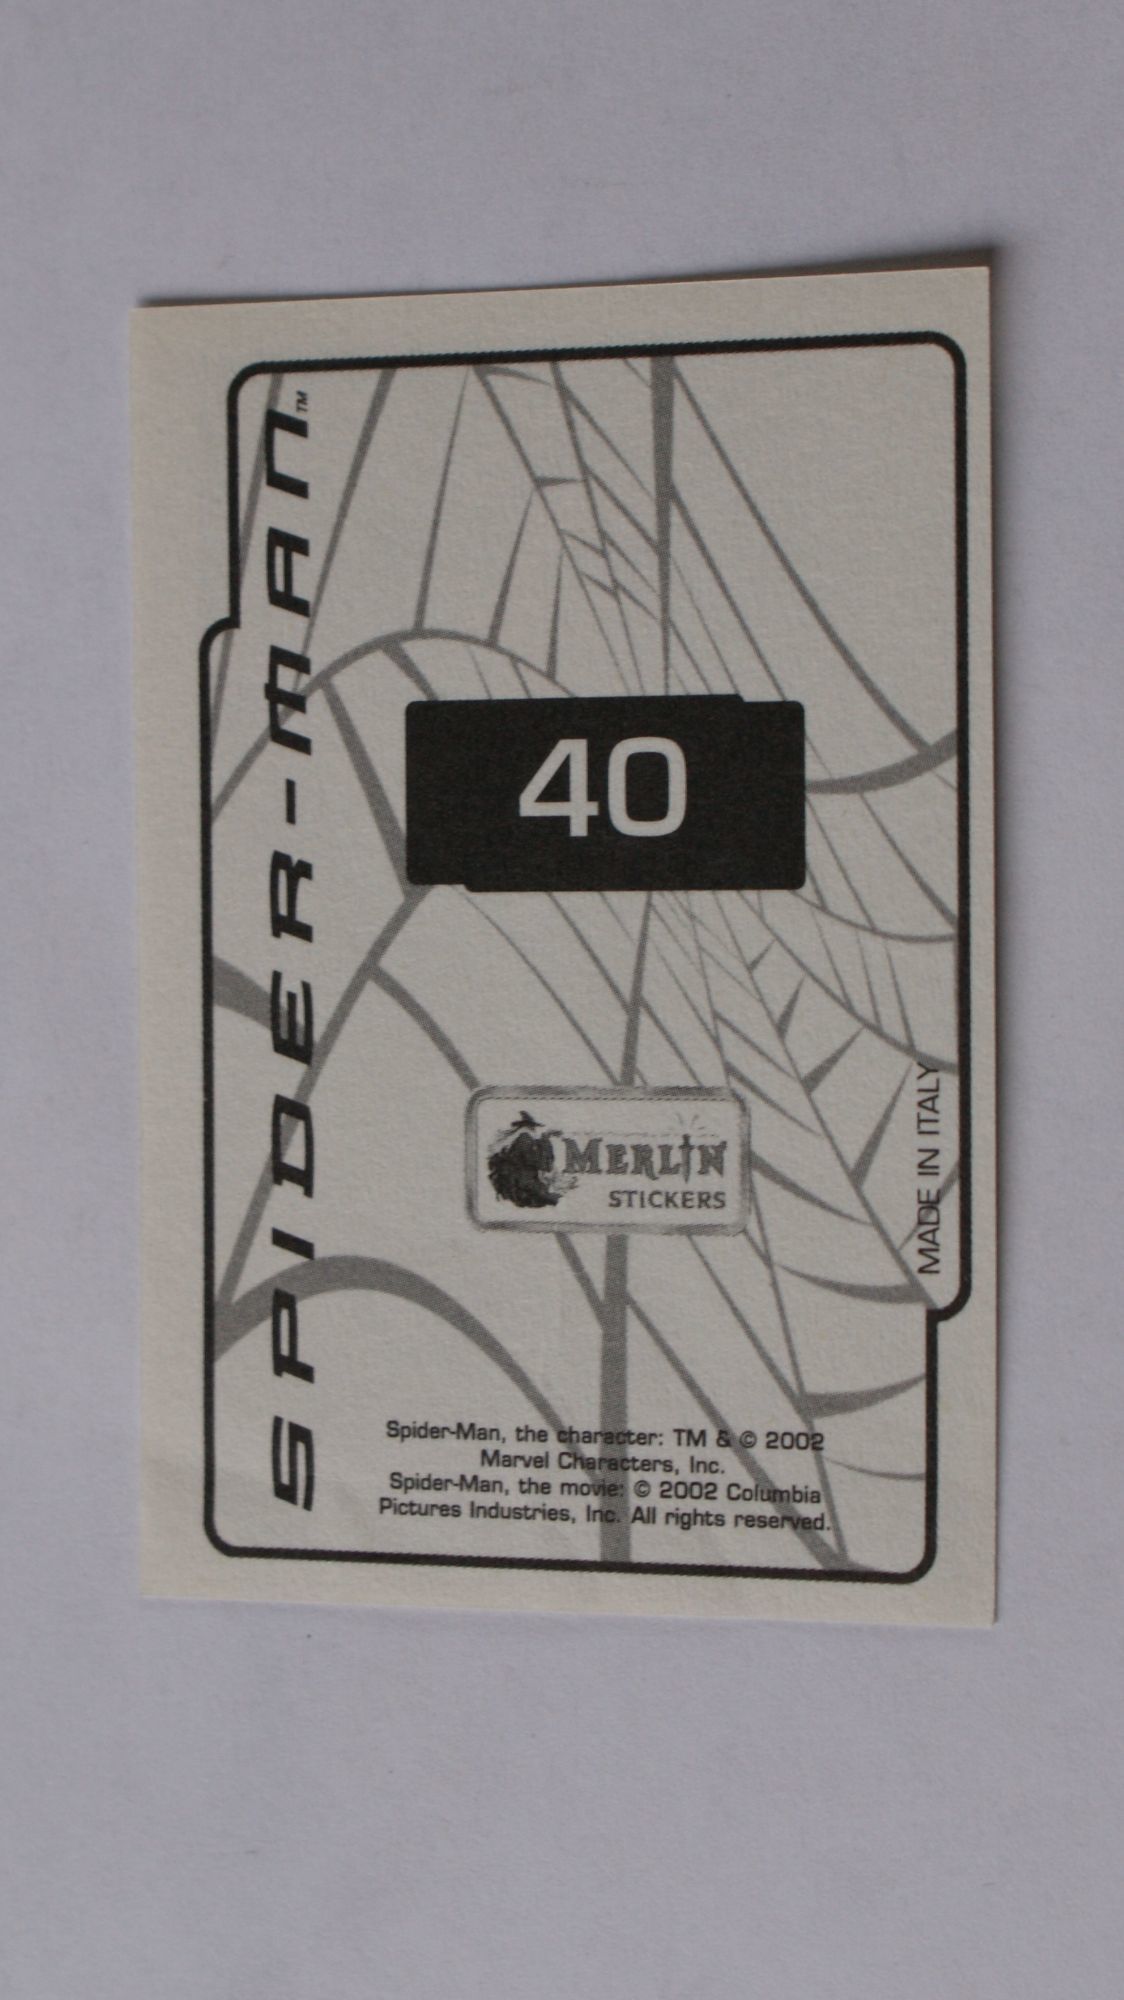 SPIDER-MAN™
40
MERLIN
STICKERS
MADE IN ITALY
Spider-Man, the character: TM & © 2002
Marvel Characters, Inc.
Spider-Man, the movie: © 2002 Columbia
Pictures Industries, Inc. All rights reserved.